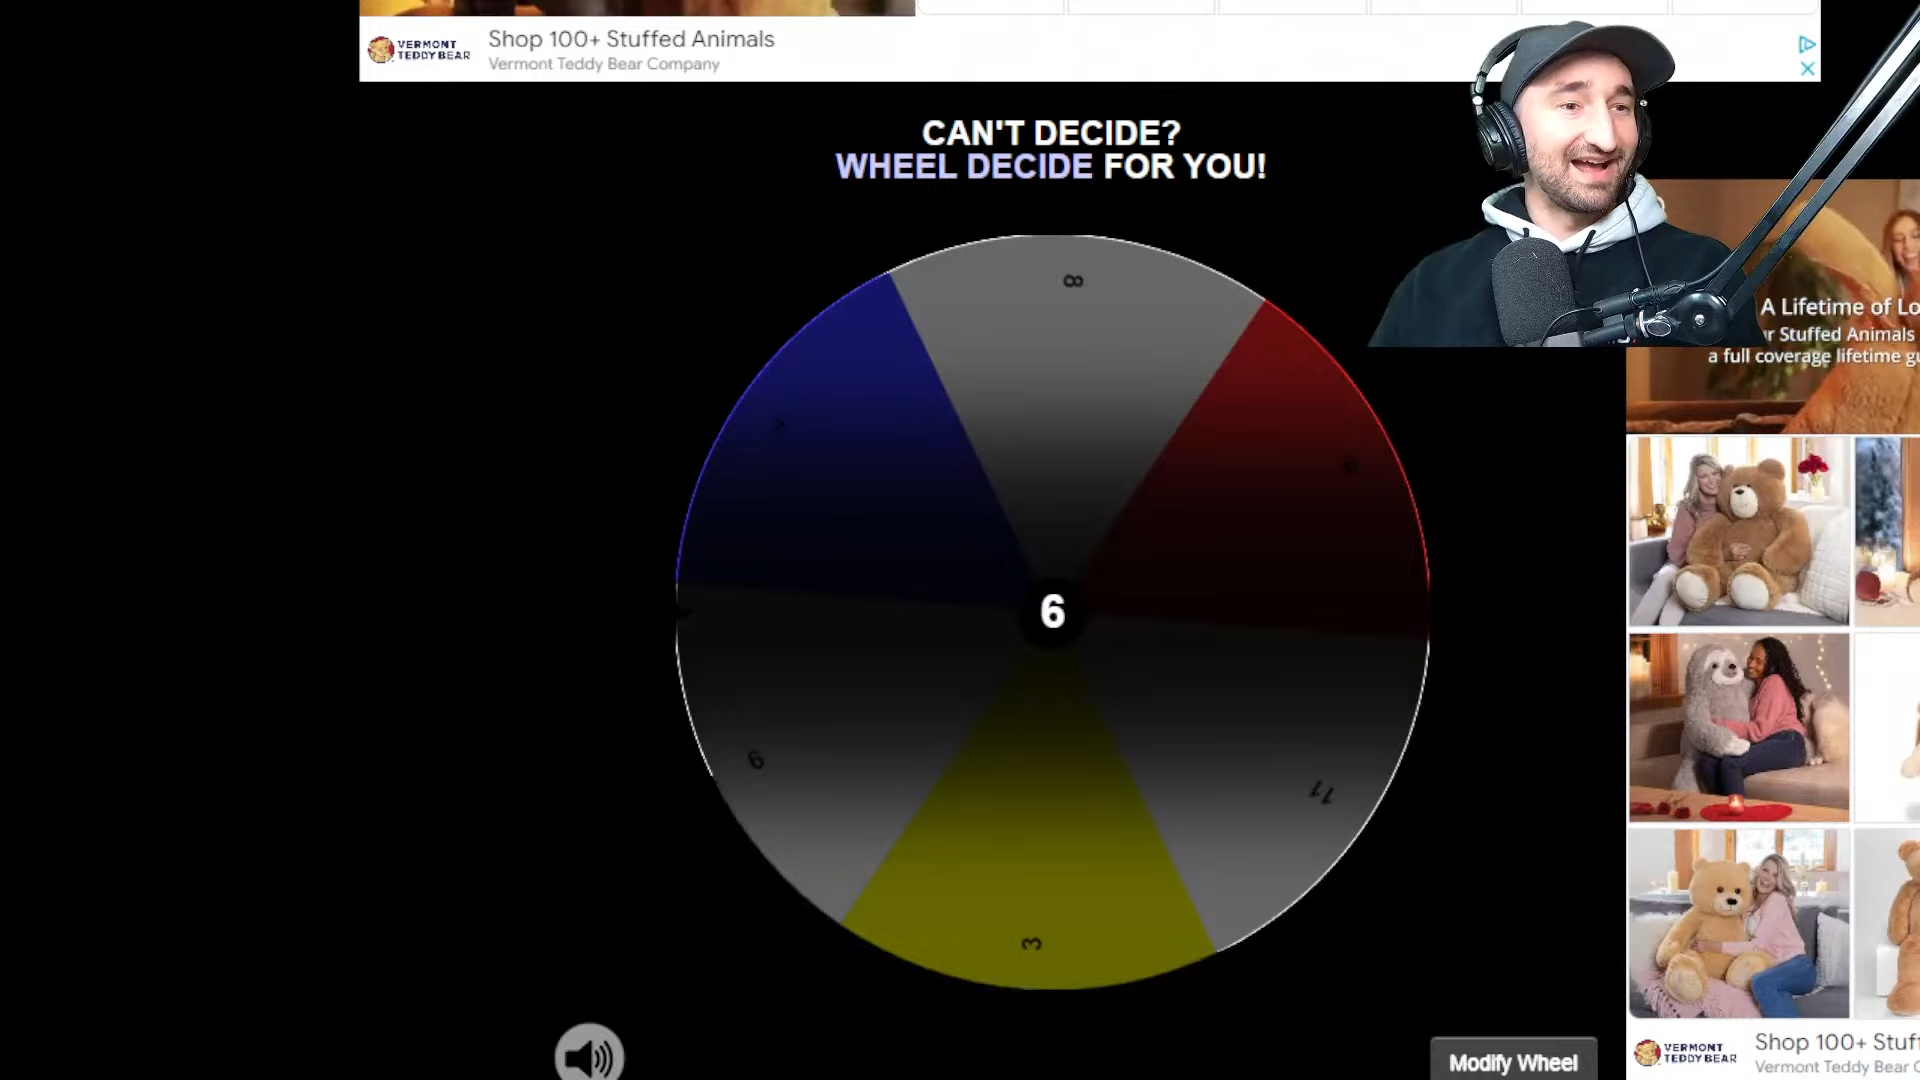 VERMONT
TEDDY BEAR
Shop 100+ Stuffed Animals
Vermont Teddy Bear Company
CAN'T DECIDE?
WHEEL DECIDE FOR YOU!
8
6
11
3
A Lifetime of Lo
r Stuffed Animals
a full coverage lifetime g
Modify Wheel
VERMONT
TEDDY BEAR
Shop 100+ Stuf
Vermont Teddy Bear C